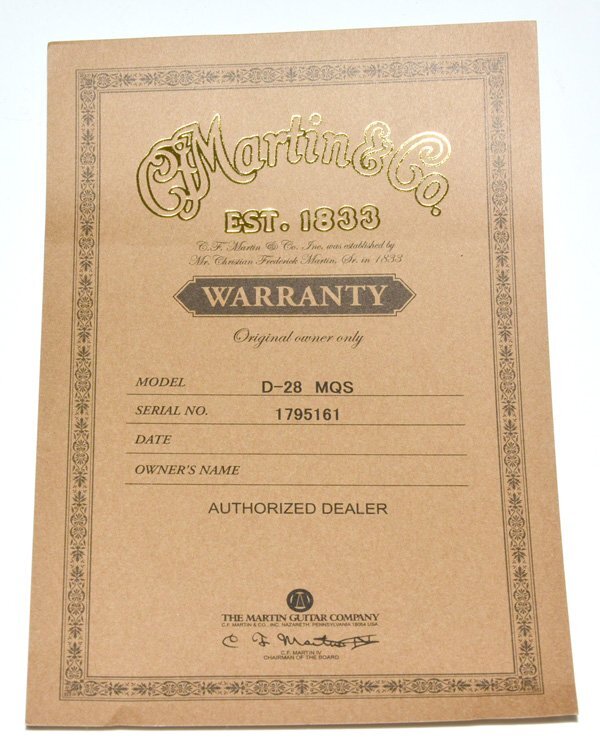 C.F. Martin & Co.
EST. 1833
C.F. Martin & Co. Inc, was established by
Mr. Christian Frederick Martin, Sr. in 1833
WARRANTY
Original owner only
MODEL D-28 MQS
SERIAL NO. 1795161
DATE
OWNER'S NAME
AUTHORIZED DEALER
THE MARTIN GUITAR COMPANY
C.F. MARTIN & CO., INC. NAZARETH, PENNSYLVANIA 18064 USA
C F Martin IV
C.F. MARTIN IV
CHAIRMAN OF THE BOARD